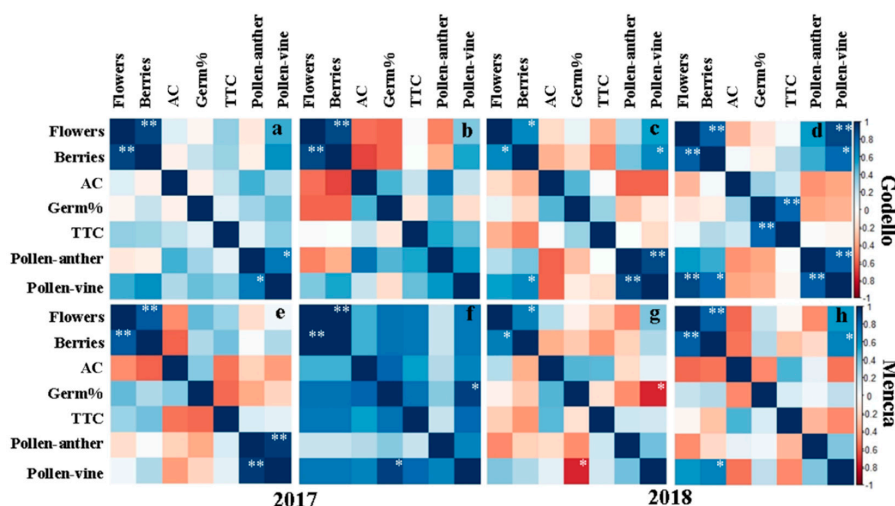 Flowers Berries AC Germ% TTC Pollen-anther Pollen-vine Flowers Berries AC Germ% TTC Pollen-anther Pollen-vine Flowers Berries AC Germ% TTC Pollen-anther Pollen-vine Flowers Berries AC Germ% TTC Pollen-anther Pollen-vine
Flowers ** a ** b * c ** ** d
Berries ** ** * * ** *
AC
Germ% **
TTC **
Pollen-anther * ** **
Pollen-vine * * ** ** * **
1
0.8
0.6
0.4
0.2
0
-0.2
-0.4
-0.6
-0.8
-1
Godello
Flowers ** e ** f * g ** h
Berries ** ** * ** *
AC
Germ% * *
TTC
Pollen-anther **
Pollen-vine ** * * *
1
0.8
0.6
0.4
0.2
0
-0.2
-0.4
-0.6
-0.8
-1
Mencía
2017 2018